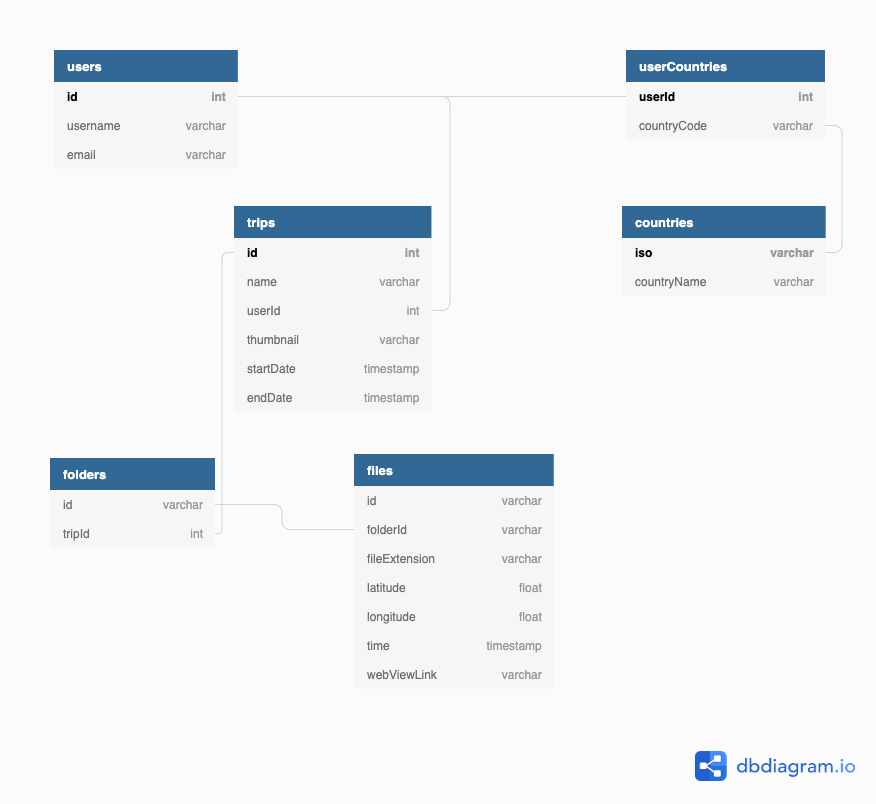 users
id int
username varchar
email varchar
userCountries
userId int
countryCode varchar
trips
id int
name varchar
userId int
thumbnail varchar
startDate timestamp
endDate timestamp
countries
iso varchar
countryName varchar
folders
id varchar
tripId int
files
id varchar
folderId varchar
fileExtension varchar
latitude float
longitude float
time timestamp
webViewLink varchar
dbdiagram.io